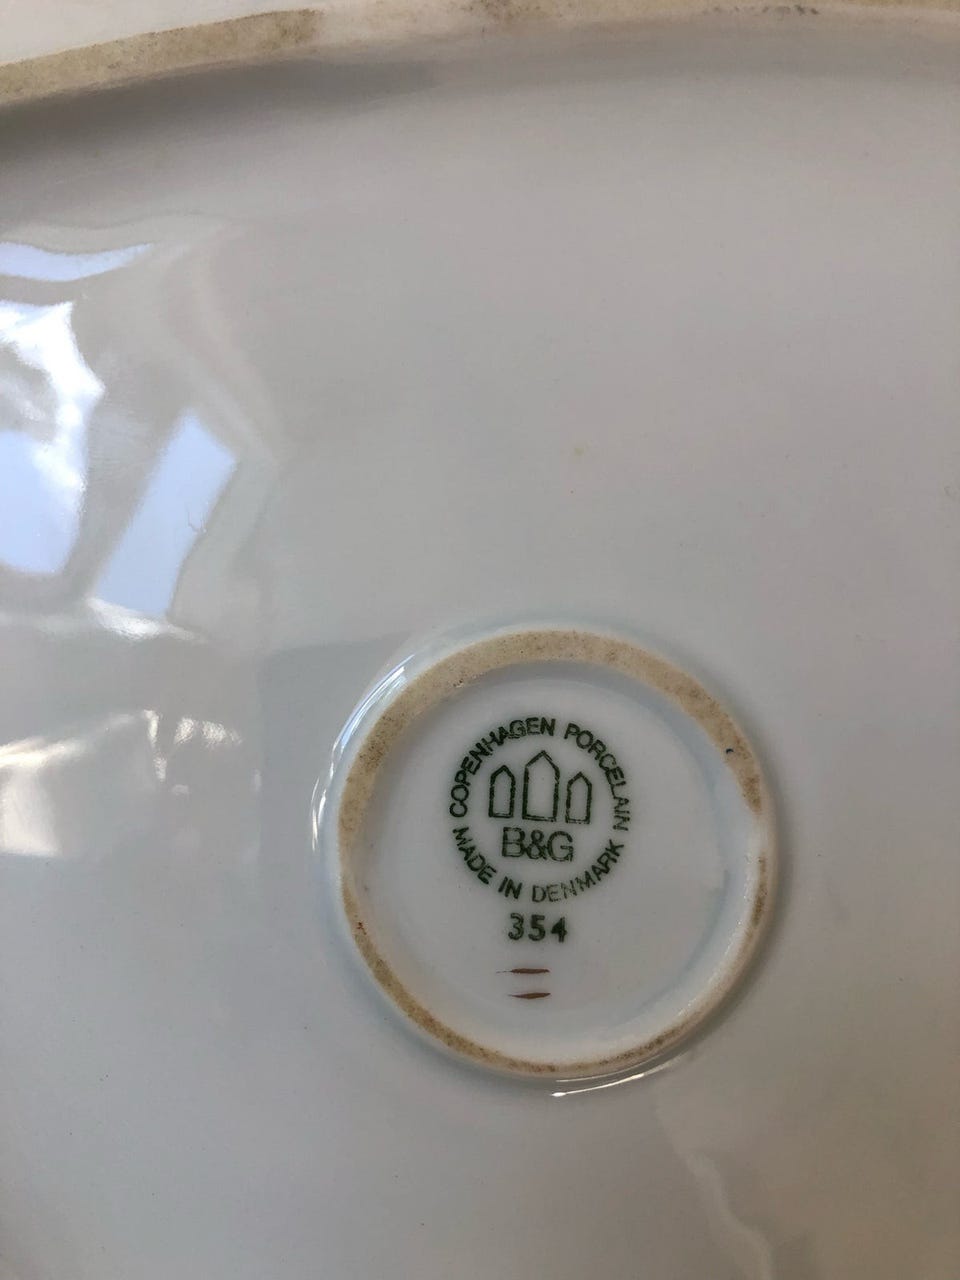 COPENHAGEN PORCELAIN
B&G
MADE IN DENMARK
354